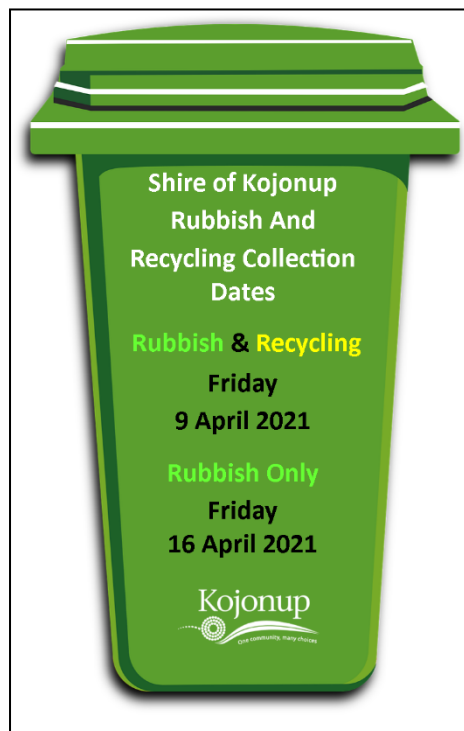 Shire of Kojonup
Rubbish And
Recycling Collection
Dates
Rubbish & Recycling
Friday
9 April 2021
Rubbish Only
Friday
16 April 2021
Kojonup
One community, many choices